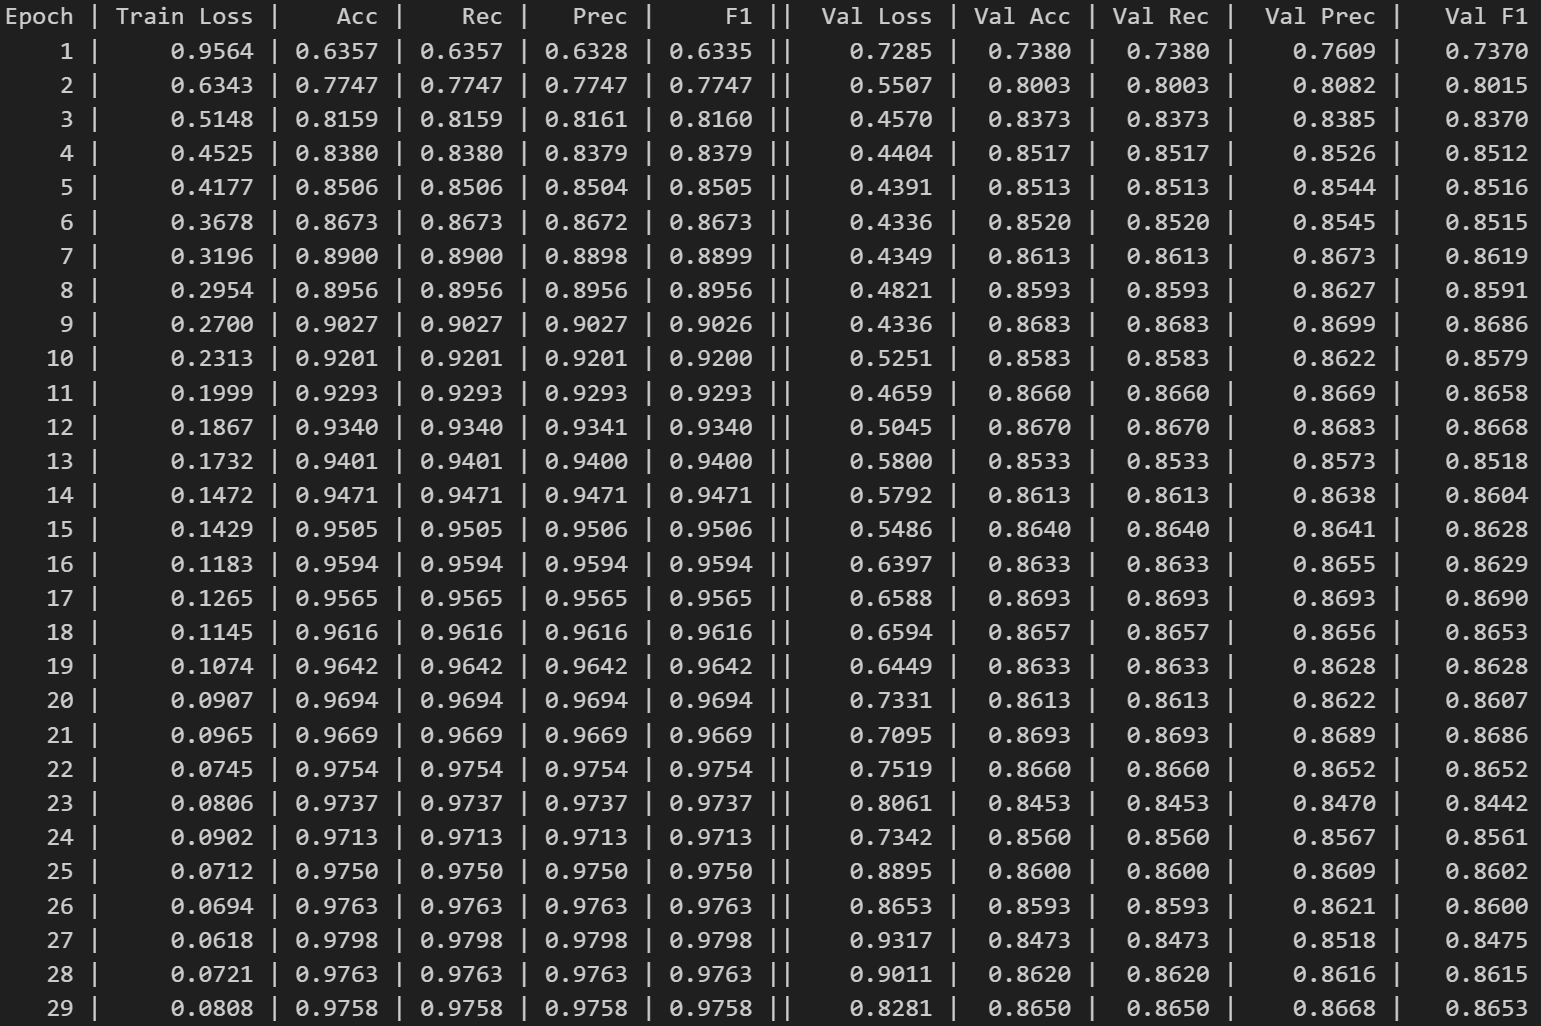 Epoch | Train Loss | Acc | Rec | Prec | F1 || Val Loss | Val Acc | Val Rec | Val Prec | Val F1
1 | 0.9564 | 0.6357 | 0.6357 | 0.6328 | 0.6335 || 0.7285 | 0.7380 | 0.7380 | 0.7609 | 0.7370
2 | 0.6343 | 0.7747 | 0.7747 | 0.7747 | 0.7747 || 0.5507 | 0.8003 | 0.8003 | 0.8082 | 0.8015
3 | 0.5148 | 0.8159 | 0.8159 | 0.8161 | 0.8160 || 0.4570 | 0.8373 | 0.8373 | 0.8385 | 0.8370
4 | 0.4525 | 0.8380 | 0.8380 | 0.8379 | 0.8379 || 0.4404 | 0.8517 | 0.8517 | 0.8526 | 0.8512
5 | 0.4177 | 0.8506 | 0.8506 | 0.8504 | 0.8505 || 0.4391 | 0.8513 | 0.8513 | 0.8544 | 0.8516
6 | 0.3678 | 0.8673 | 0.8673 | 0.8672 | 0.8673 || 0.4336 | 0.8520 | 0.8520 | 0.8545 | 0.8515
7 | 0.3196 | 0.8900 | 0.8900 | 0.8898 | 0.8899 || 0.4349 | 0.8613 | 0.8613 | 0.8673 | 0.8619
8 | 0.2954 | 0.8956 | 0.8956 | 0.8956 | 0.8956 || 0.4821 | 0.8593 | 0.8593 | 0.8627 | 0.8591
9 | 0.2700 | 0.9027 | 0.9027 | 0.9027 | 0.9026 || 0.4336 | 0.8683 | 0.8683 | 0.8699 | 0.8686
10 | 0.2313 | 0.9201 | 0.9201 | 0.9201 | 0.9200 || 0.5251 | 0.8583 | 0.8583 | 0.8622 | 0.8579
11 | 0.1999 | 0.9293 | 0.9293 | 0.9293 | 0.9293 || 0.4659 | 0.8660 | 0.8660 | 0.8669 | 0.8658
12 | 0.1867 | 0.9340 | 0.9340 | 0.9341 | 0.9340 || 0.5045 | 0.8670 | 0.8670 | 0.8683 | 0.8668
13 | 0.1732 | 0.9401 | 0.9401 | 0.9400 | 0.9400 || 0.5800 | 0.8533 | 0.8533 | 0.8573 | 0.8518
14 | 0.1472 | 0.9471 | 0.9471 | 0.9471 | 0.9471 || 0.5792 | 0.8613 | 0.8613 | 0.8638 | 0.8604
15 | 0.1429 | 0.9505 | 0.9505 | 0.9506 | 0.9506 || 0.5486 | 0.8640 | 0.8640 | 0.8641 | 0.8628
16 | 0.1183 | 0.9594 | 0.9594 | 0.9594 | 0.9594 || 0.6397 | 0.8633 | 0.8633 | 0.8655 | 0.8629
17 | 0.1265 | 0.9565 | 0.9565 | 0.9565 | 0.9565 || 0.6588 | 0.8693 | 0.8693 | 0.8693 | 0.8690
18 | 0.1145 | 0.9616 | 0.9616 | 0.9616 | 0.9616 || 0.6594 | 0.8657 | 0.8657 | 0.8656 | 0.8653
19 | 0.1074 | 0.9642 | 0.9642 | 0.9642 | 0.9642 || 0.6449 | 0.8633 | 0.8633 | 0.8628 | 0.8628
20 | 0.0907 | 0.9694 | 0.9694 | 0.9694 | 0.9694 || 0.7331 | 0.8613 | 0.8613 | 0.8622 | 0.8607
21 | 0.0965 | 0.9669 | 0.9669 | 0.9669 | 0.9669 || 0.7095 | 0.8693 | 0.8693 | 0.8689 | 0.8686
22 | 0.0745 | 0.9754 | 0.9754 | 0.9754 | 0.9754 || 0.7519 | 0.8660 | 0.8660 | 0.8652 | 0.8652
23 | 0.0806 | 0.9737 | 0.9737 | 0.9737 | 0.9737 || 0.8061 | 0.8453 | 0.8453 | 0.8470 | 0.8442
24 | 0.0902 | 0.9713 | 0.9713 | 0.9713 | 0.9713 || 0.7342 | 0.8560 | 0.8560 | 0.8567 | 0.8561
25 | 0.0712 | 0.9750 | 0.9750 | 0.9750 | 0.9750 || 0.8895 | 0.8600 | 0.8600 | 0.8609 | 0.8602
26 | 0.0694 | 0.9763 | 0.9763 | 0.9763 | 0.9763 || 0.8653 | 0.8593 | 0.8593 | 0.8621 | 0.8600
27 | 0.0618 | 0.9798 | 0.9798 | 0.9798 | 0.9798 || 0.9317 | 0.8473 | 0.8473 | 0.8518 | 0.8475
28 | 0.0721 | 0.9763 | 0.9763 | 0.9763 | 0.9763 || 0.9011 | 0.8620 | 0.8620 | 0.8616 | 0.8615
29 | 0.0808 | 0.9758 | 0.9758 | 0.9758 | 0.9758 || 0.8281 | 0.8650 | 0.8650 | 0.8668 | 0.8653